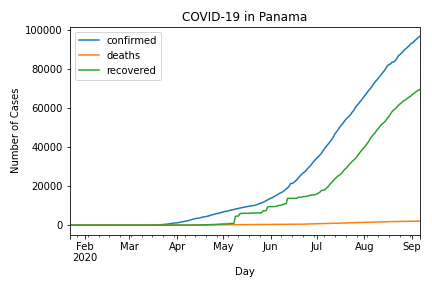 COVID-19 in Panama
confirmed
deaths
recovered
Number of Cases
100000
80000
60000
40000
20000
0
Feb Mar Apr May Jun Jul Aug Sep
2020
Day